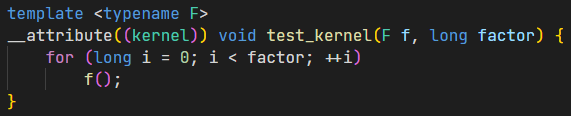 template <typename F>
__attribute((kernel)) void test_kernel(F f, long factor) {
    for (long i = 0; i < factor; ++i)
        f();
}